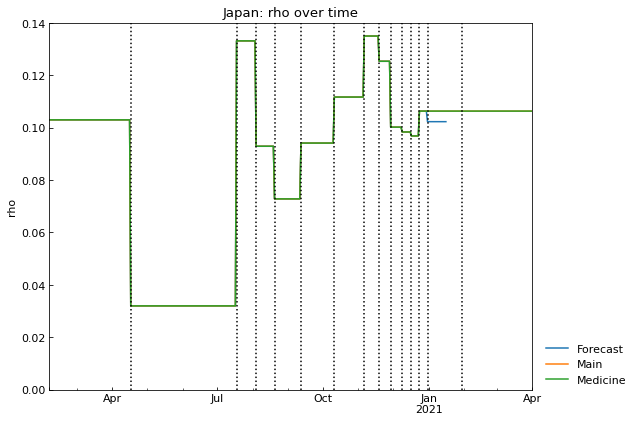 Japan: rho over time
0.14
0.12
0.10
0.08
0.06
0.04
0.02
0.00
rho
Apr
Jul
Oct
Jan
2021
Apr
Forecast
Main
Medicine